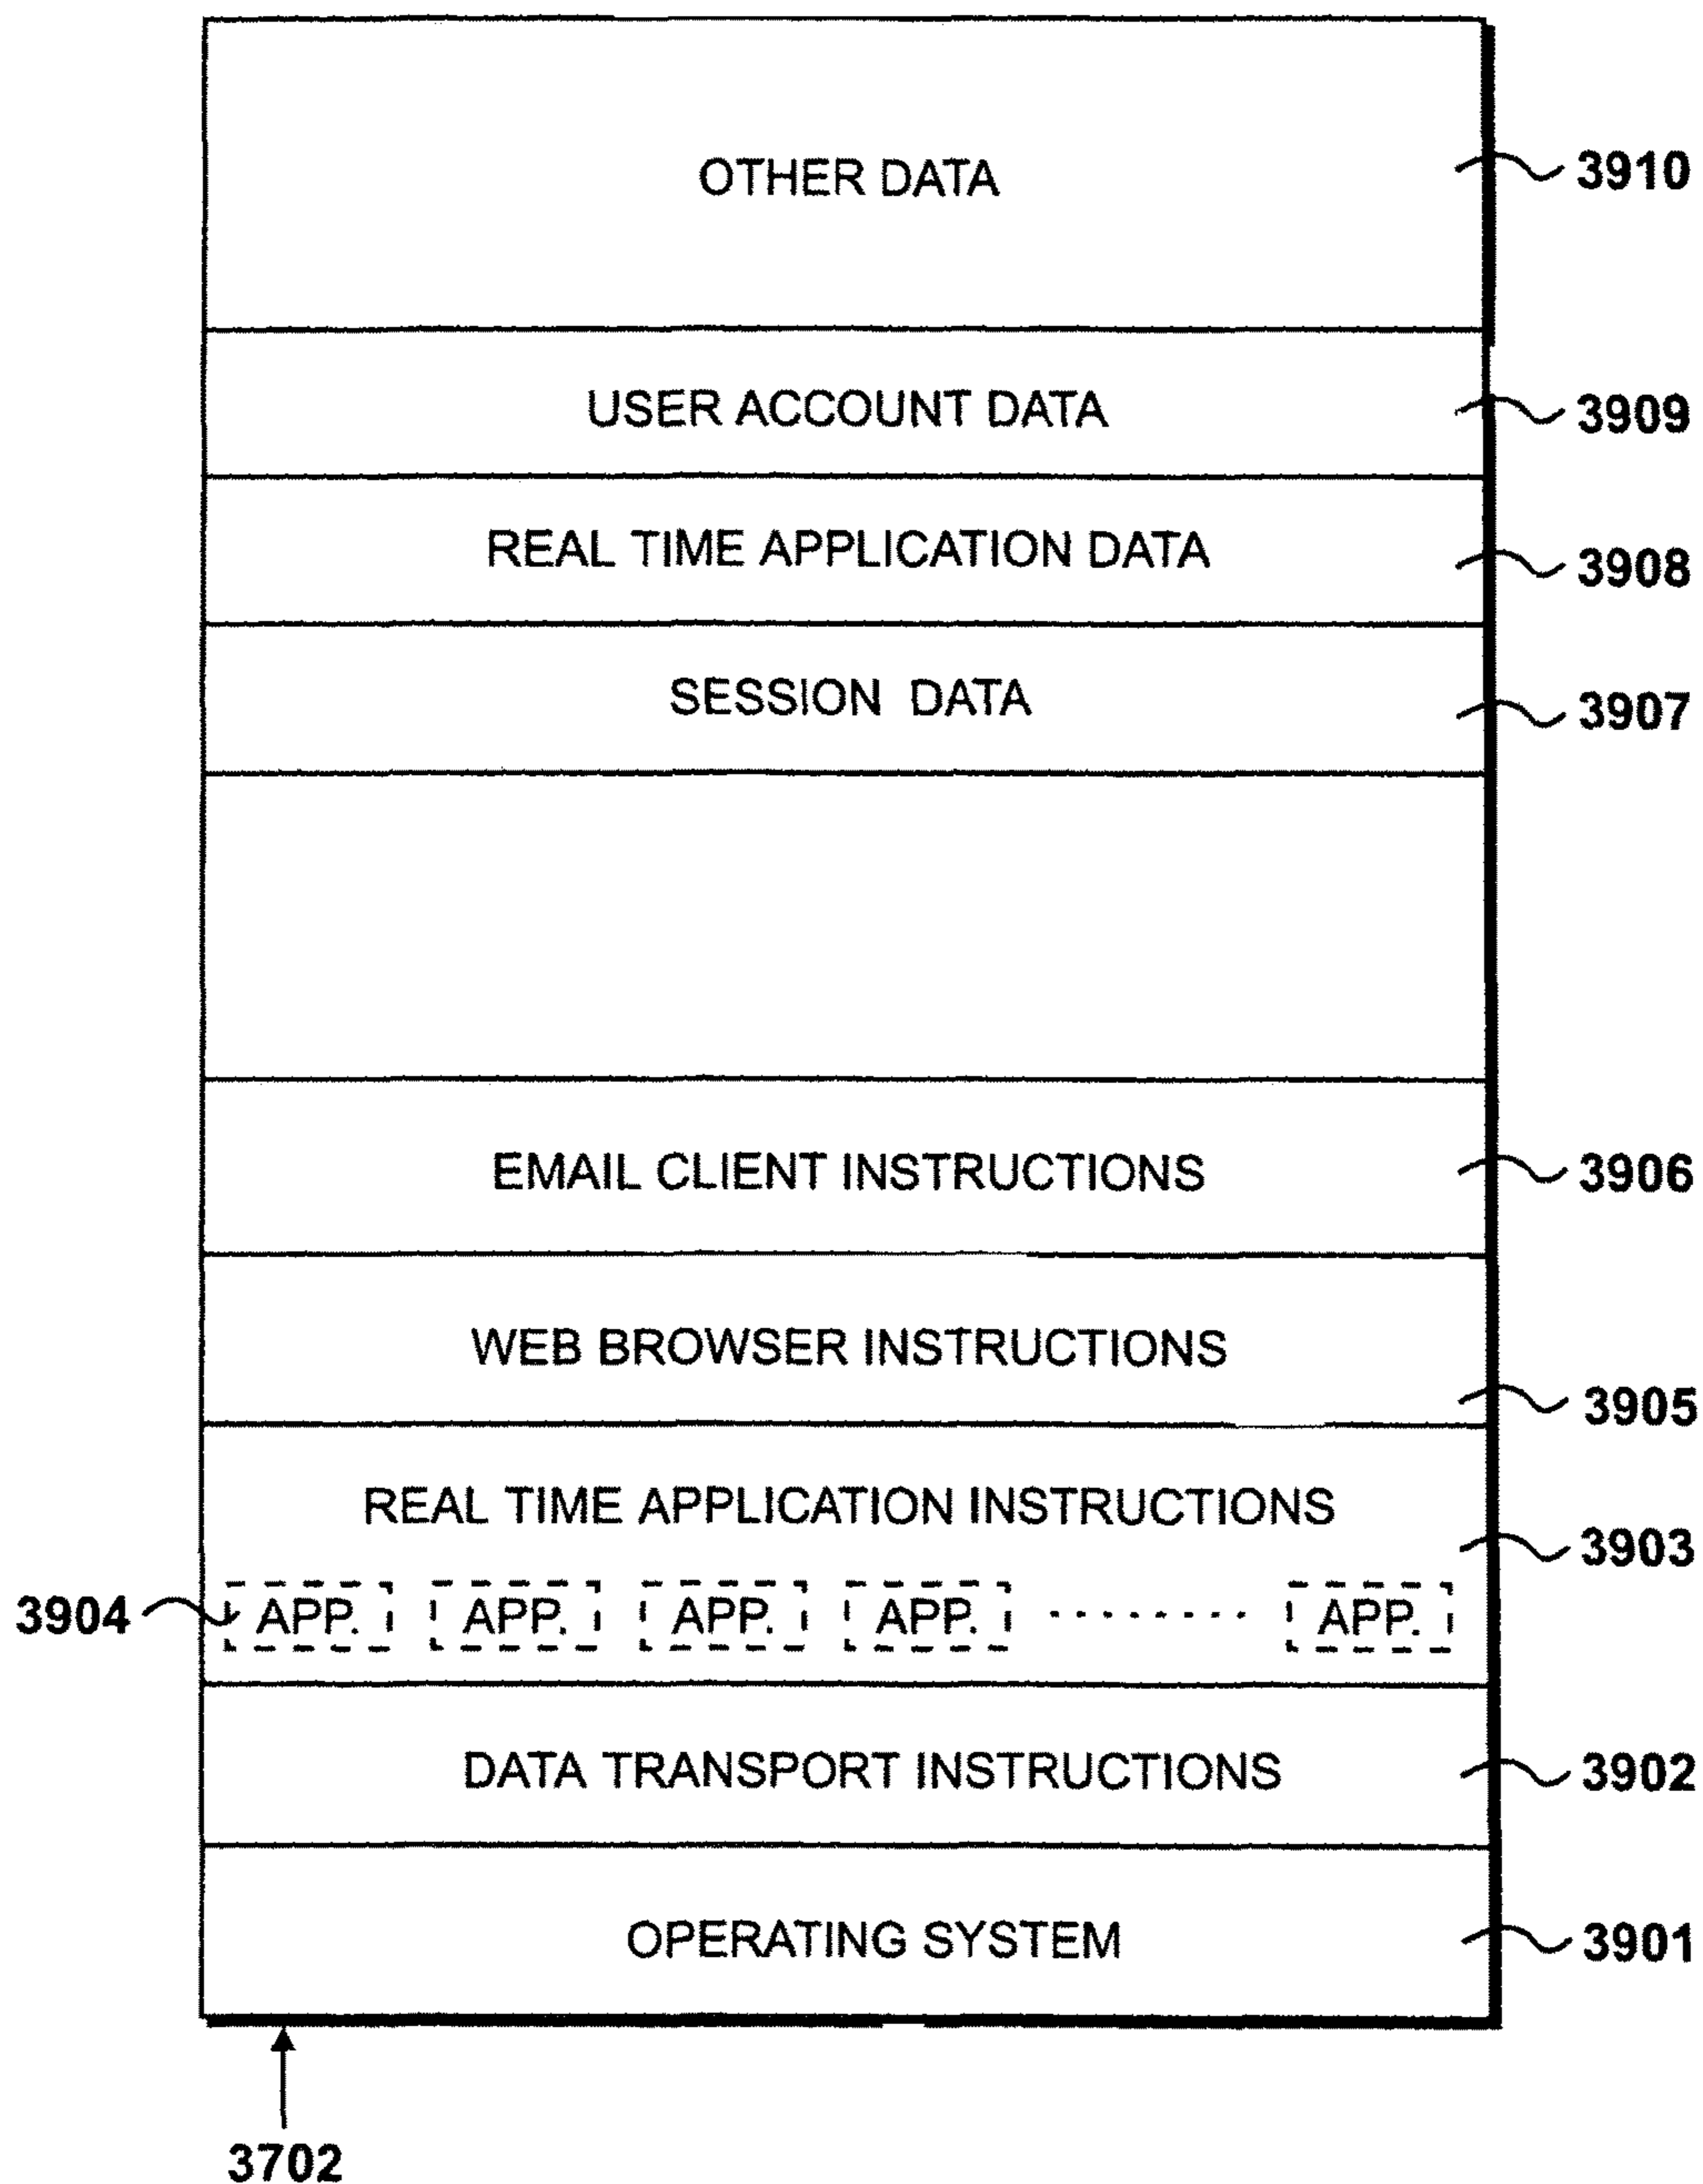 OTHER DATA 3910
USER ACCOUNT DATA 3909
REAL TIME APPLICATION DATA 3908
SESSION DATA 3907
EMAIL CLIENT INSTRUCTIONS 3906
WEB BROWSER INSTRUCTIONS
3905
REAL TIME APPLICATION INSTRUCTIONS
3903
3904 APP. APP. APP. APP. ........ APP.
DATA TRANSPORT INSTRUCTIONS 3902
OPERATING SYSTEM 3901
3702